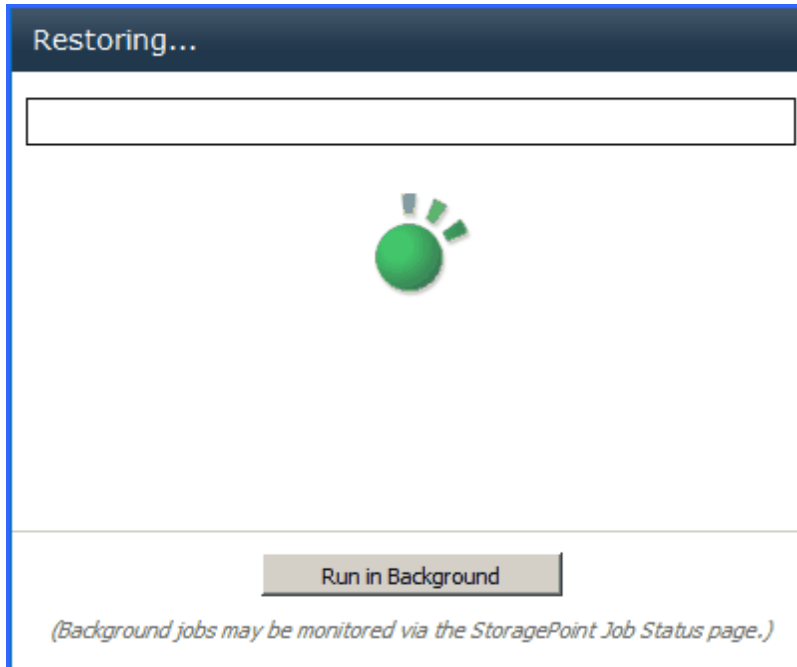 Restoring...
Run in Background
(Background jobs may be monitored via the StoragePoint Job Status page.)